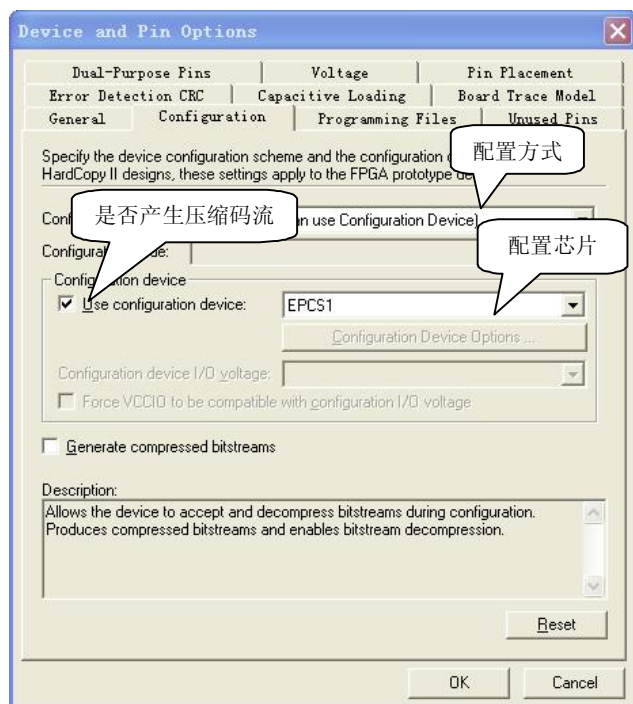 Device and Pin Options
Dual-Purpose Pins Voltage Pin Placement
Error Detection CRC Capacitive Loading Board Trace Model
General Configuration Programming Files Unused Pins
Specify the device configuration scheme and the configuration
配置方式
HardCopy II designs, these settings apply to the FPGA prototype
是否产生压缩码流
use Configuration Device)
配置芯片
Configuration device
Use configuration device: EPCS1
Configuration Device Options ...
Configuration device I/O voltage:
Force VCCIO to be compatible with configuration I/O voltage
Generate compressed bitstreams
Description:
Allows the device to accept and decompress bitstreams during configuration.
Produces compressed bitstreams and enables bitstream decompression.
Reset
OK Cancel